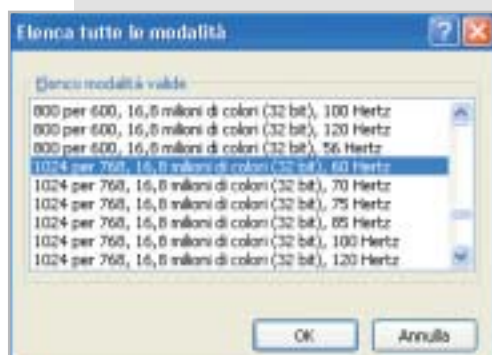 Elenca tutte le modalità
Elenco modalità valide
800 per 600, 16,8 milioni di colori (32 bit), 100 Hertz
800 per 600, 16,8 milioni di colori (32 bit), 120 Hertz
800 per 600, 16,8 milioni di colori (32 bit), 56 Hertz
1024 per 768, 16,8 milioni di colori (32 bit), 60 Hertz
1024 per 768, 16,8 milioni di colori (32 bit), 70 Hertz
1024 per 768, 16,8 milioni di colori (32 bit), 75 Hertz
1024 per 768, 16,8 milioni di colori (32 bit), 85 Hertz
1024 per 768, 16,8 milioni di colori (32 bit), 100 Hertz
1024 per 768, 16,8 milioni di colori (32 bit), 120 Hertz
OK Annulla